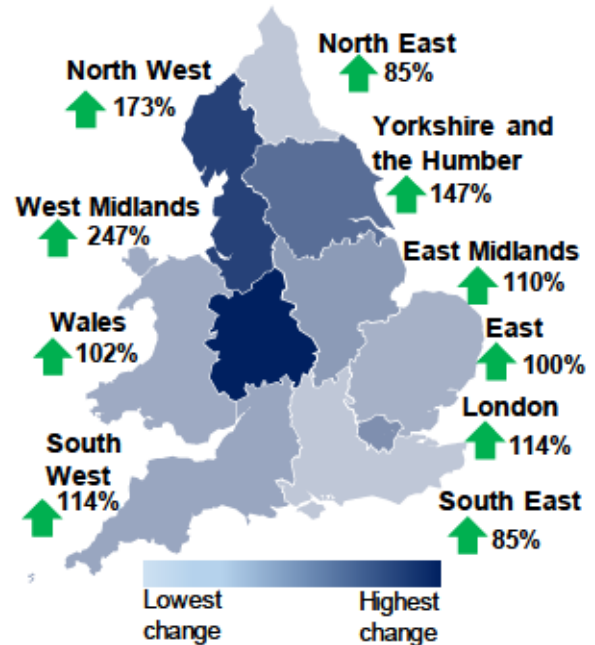 North East
85%
North West
173%
Yorkshire and
the Humber
147%
West Midlands
247%
East Midlands
110%
Wales
102%
East
100%
London
114%
South
West
114%
South East
85%
Lowest
change
Highest
change